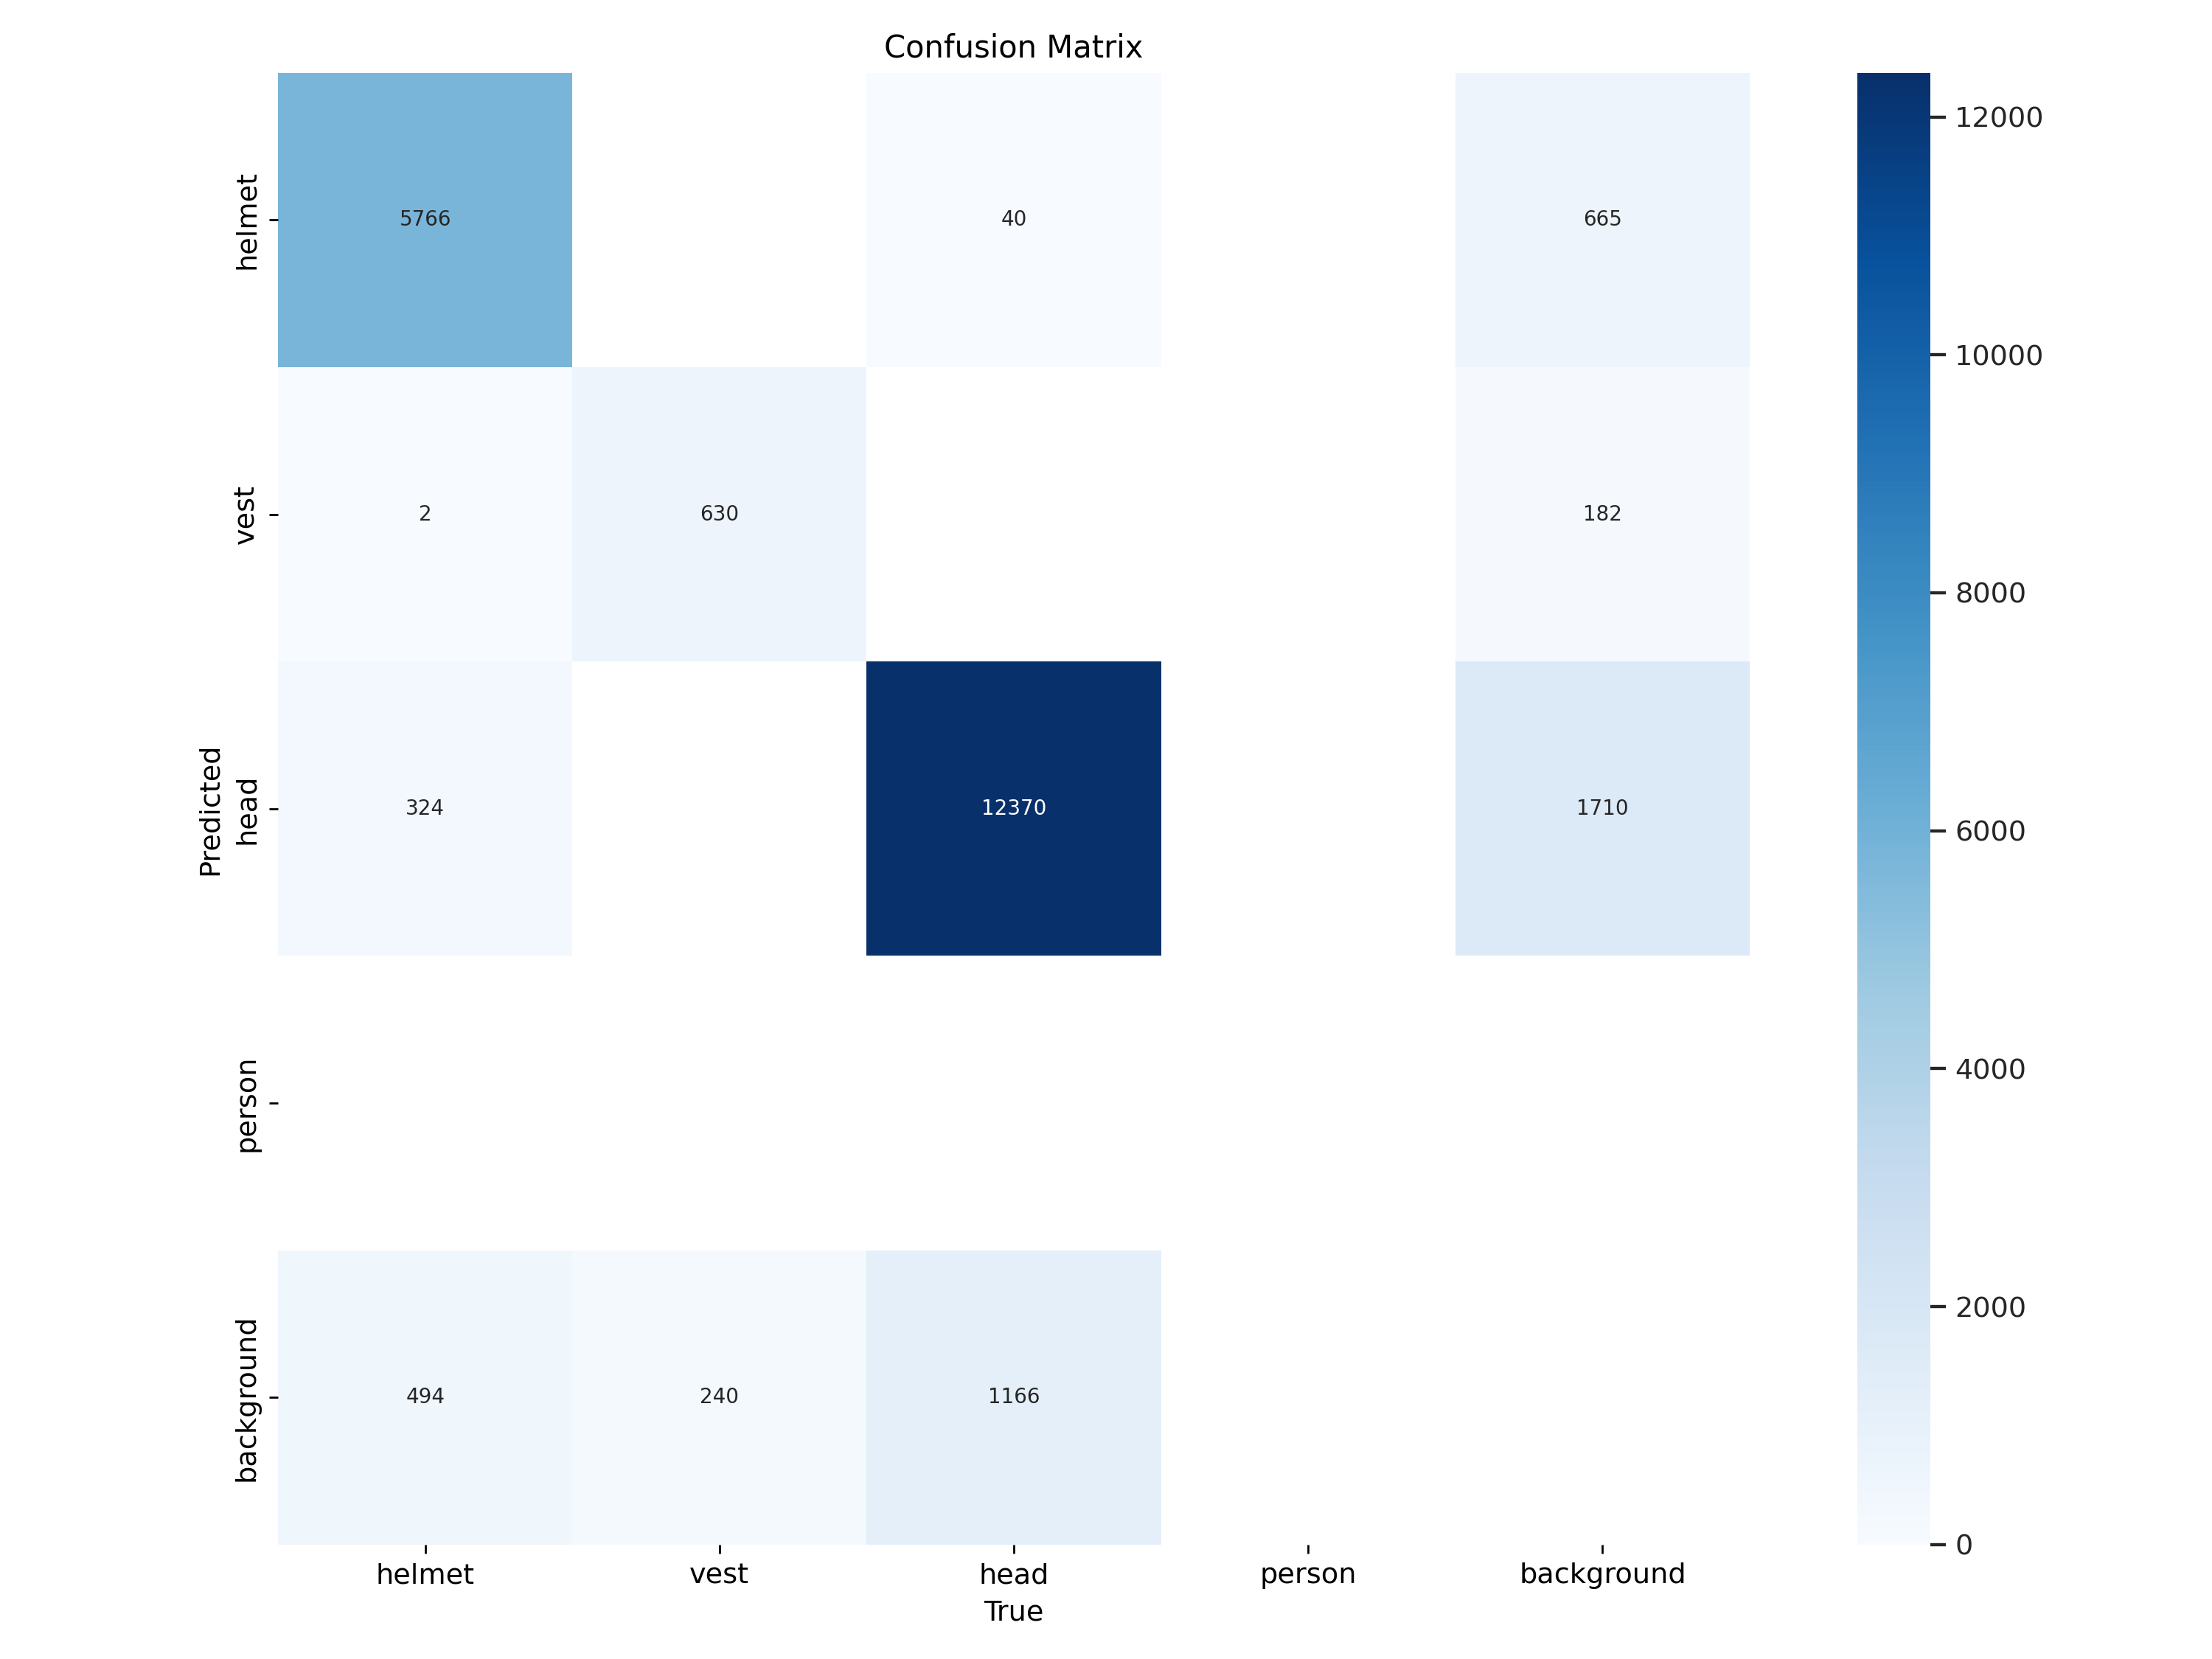 Confusion Matrix
helmet
5766
40
665
vest
2
630
182
Predicted
head
324
12370
1710
person
background
494
240
1166
helmet
vest
head
person
background
True
12000
10000
8000
6000
4000
2000
0